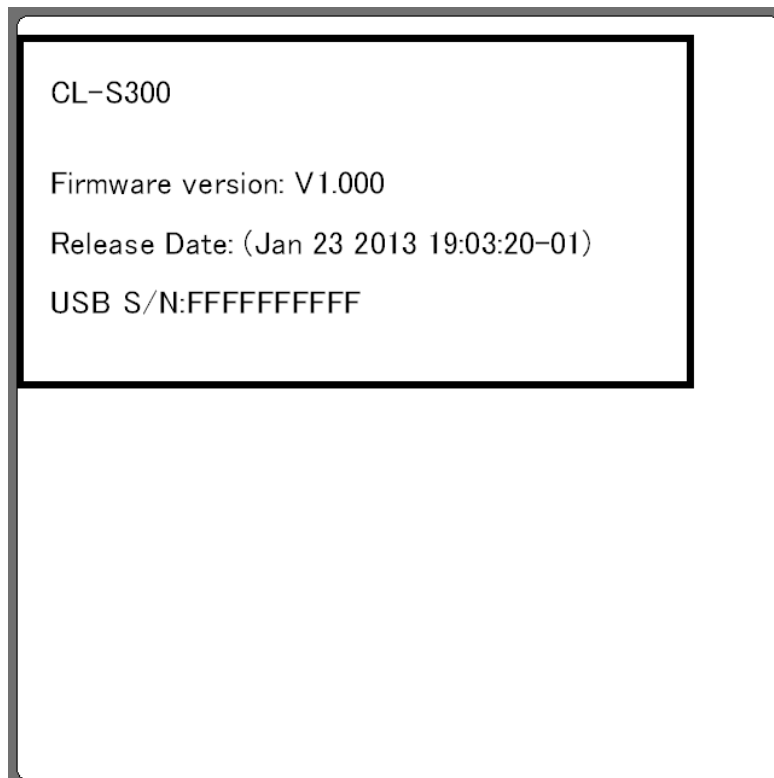 CL-S300
Firmware version: V1.000
Release Date: (Jan 23 2013 19:03:20-01)
USB S/N:FFFFFFFFFF